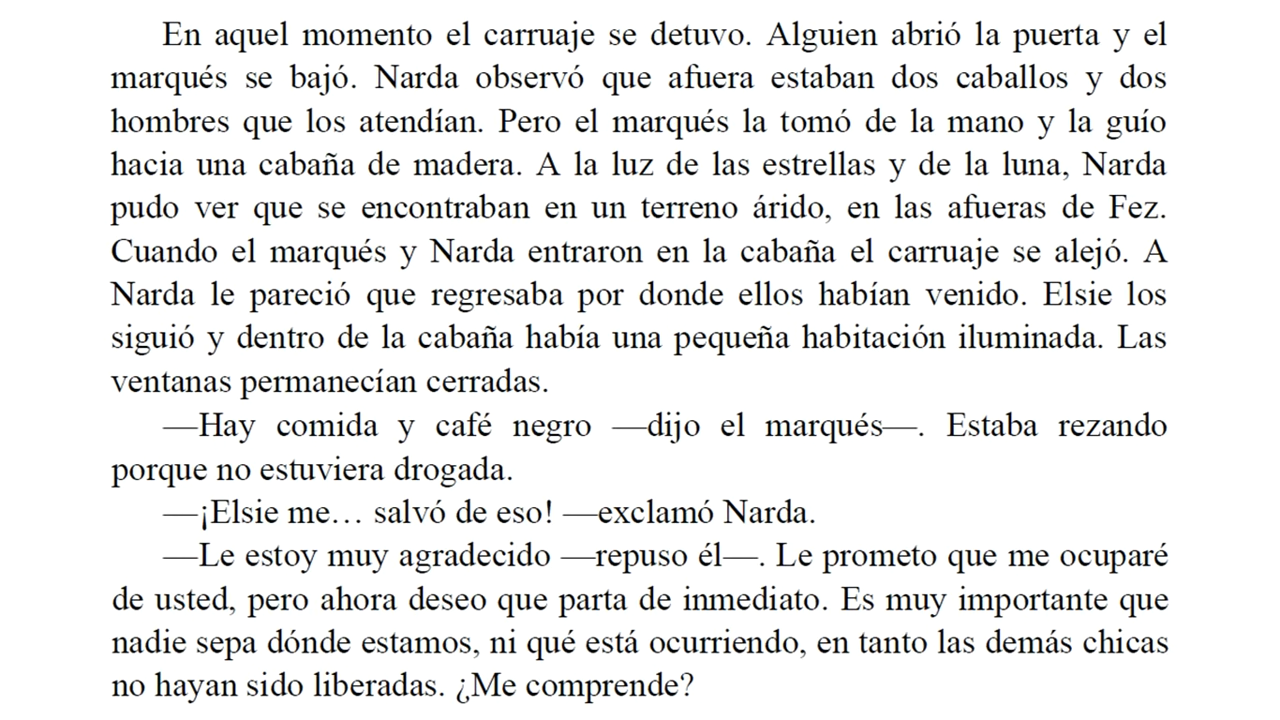 En aquel momento el carruaje se detuvo. Alguien abrió la puerta y el
marqués se bajó. Narda observó que afuera estaban dos caballos y dos
hombres que los atendían. Pero el marqués la tomó de la mano y la guío
hacia una cabaña de madera. A la luz de las estrellas y de la luna, Narda
pudo ver que se encontraban en un terreno árido, en las afueras de Fez.
Cuando el marqués y Narda entraron en la cabaña el carruaje se alejó. A
Narda le pareció que regresaba por donde ellos habían venido. Elsie los
siguió y dentro de la cabaña había una pequeña habitación iluminada. Las
ventanas permanecían cerradas.
—Hay comida y café negro —dijo el marqués—. Estaba rezando
porque no estuviera drogada.
—¡Elsie me… salvó de eso! —exclamó Narda.
—Le estoy muy agradecido —repuso él—. Le prometo que me ocuparé
de usted, pero ahora deseo que parta de inmediato. Es muy importante que
nadie sepa dónde estamos, ni qué está ocurriendo, en tanto las demás chicas
no hayan sido liberadas. ¿Me comprende?